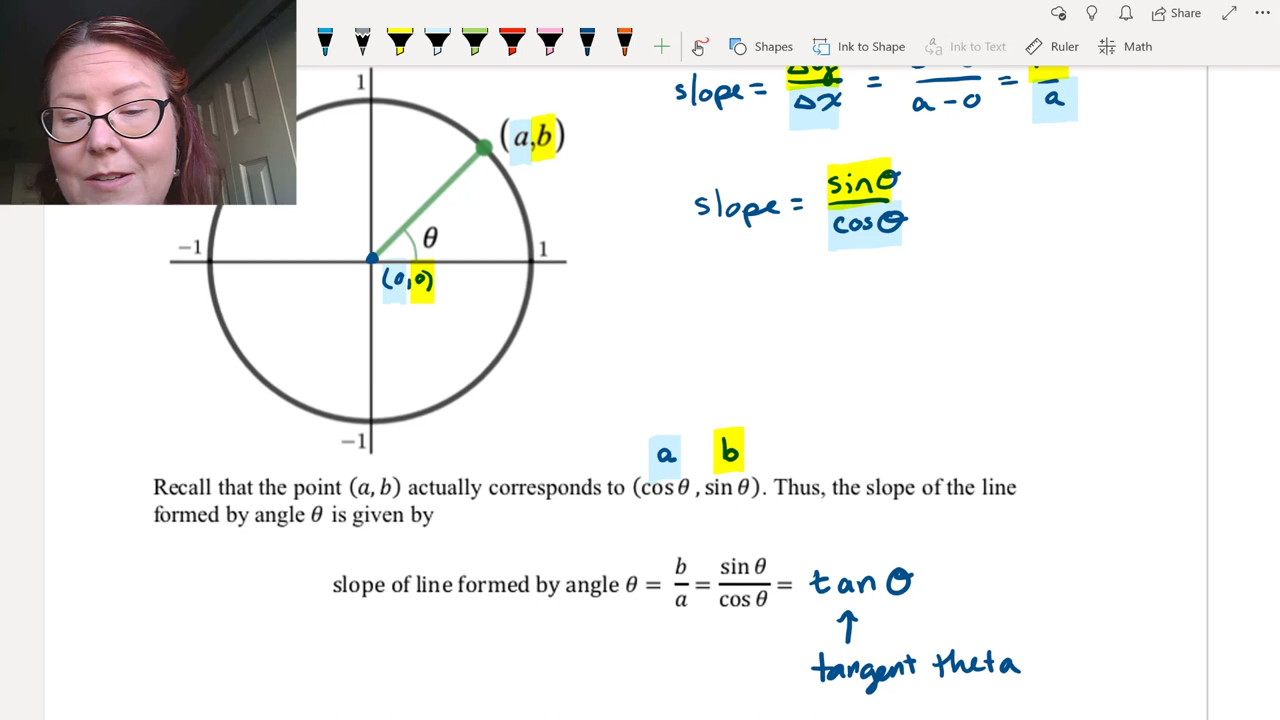 Share
Shapes Ink to Shape Ink to Text Ruler Math
slope = Δy/Δx = /a - 0 = /a
1
(a,b)
slope = sinθ/cosθ
θ
-1
1
(0,0)
-1
a b
Recall that the point (a, b) actually corresponds to (cos θ , sin θ). Thus, the slope of the line
formed by angle θ is given by
slope of line formed by angle θ = b/a = sin θ/cos θ = tan θ
↑
tangent theta